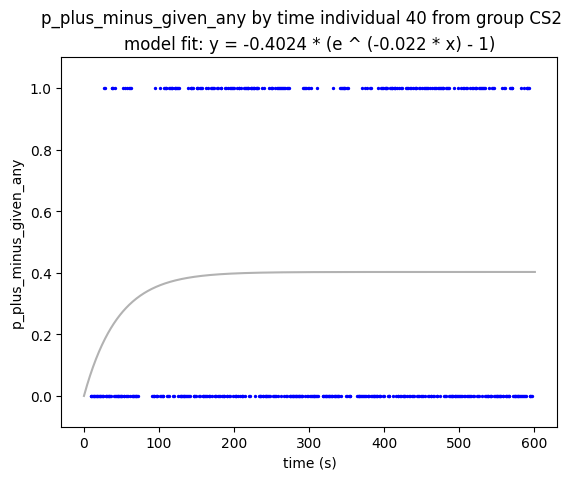 p_plus_minus_given_any by time individual 40 from group CS2
model fit: y = -0.4024 * (e ^ (-0.022 * x) - 1)
1.0
0.8
0.6
0.4
0.2
0.0
p_plus_minus_given_any
0 100 200 300 400 500 600
time (s)